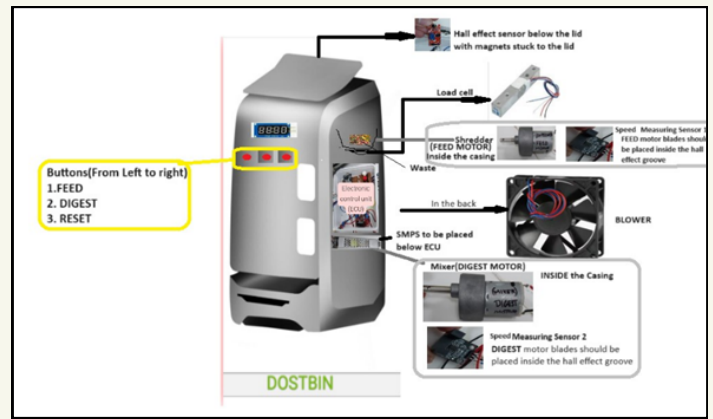 Hall effect sensor below the lid
with magnets stuck to the lid
Load cell
8888
Shredder
(FEED MOTOR)
Inside the casing
Speed Measuring Sensor 1
FEED motor blades shoul
be placed inside the hall
effect groove
Waste
Buttons(From Left to right)
1.FEED
2. DIGEST
3. RESET
Electronic
control unit
(ECU)
In the back
BLOWER
SMPS to be placed
below ECU
Mixer(DIGEST MOTOR)
INSIDE the Casing
DIGEST
Speed Measuring Sensor 2
DIGEST motor blades should be
placed inside the hall effect groove
DOSTBIN